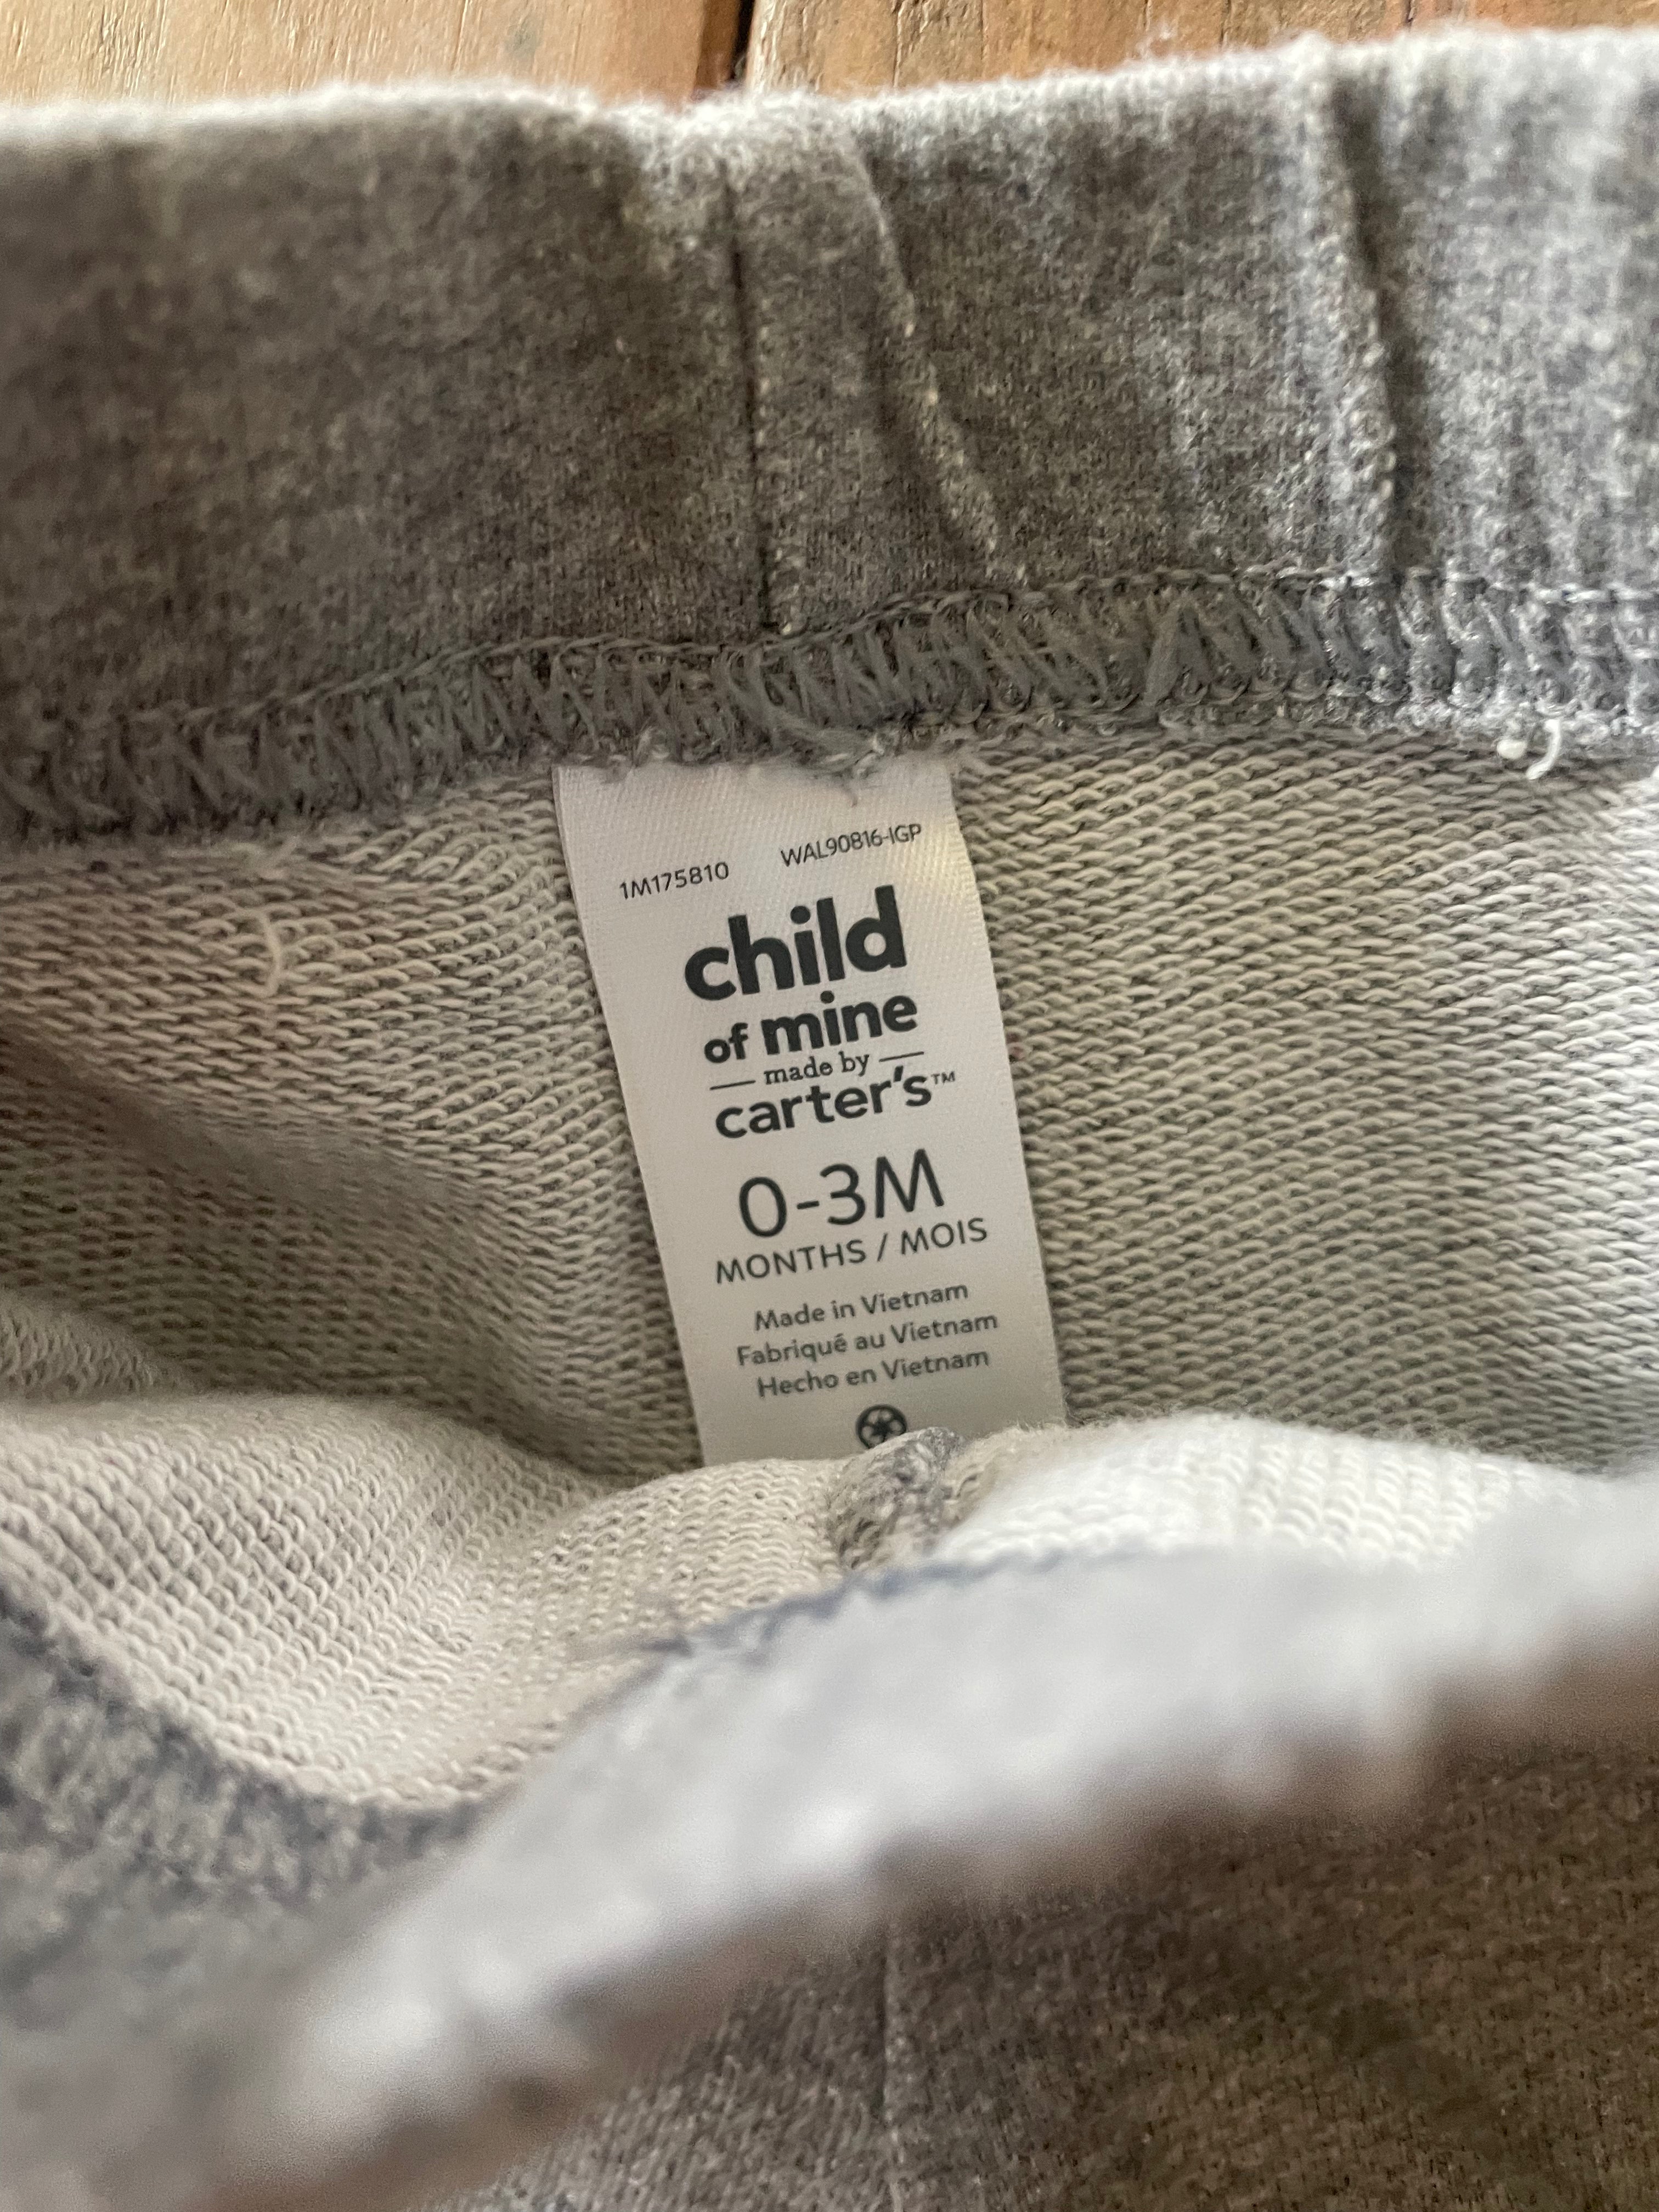 1M175810 WAL90816-IGP
child
of mine
made by
carter's™
0-3M
MONTHS / MOIS
Made in Vietnam
Fabriqué au Vietnam
Hecho en Vietnam